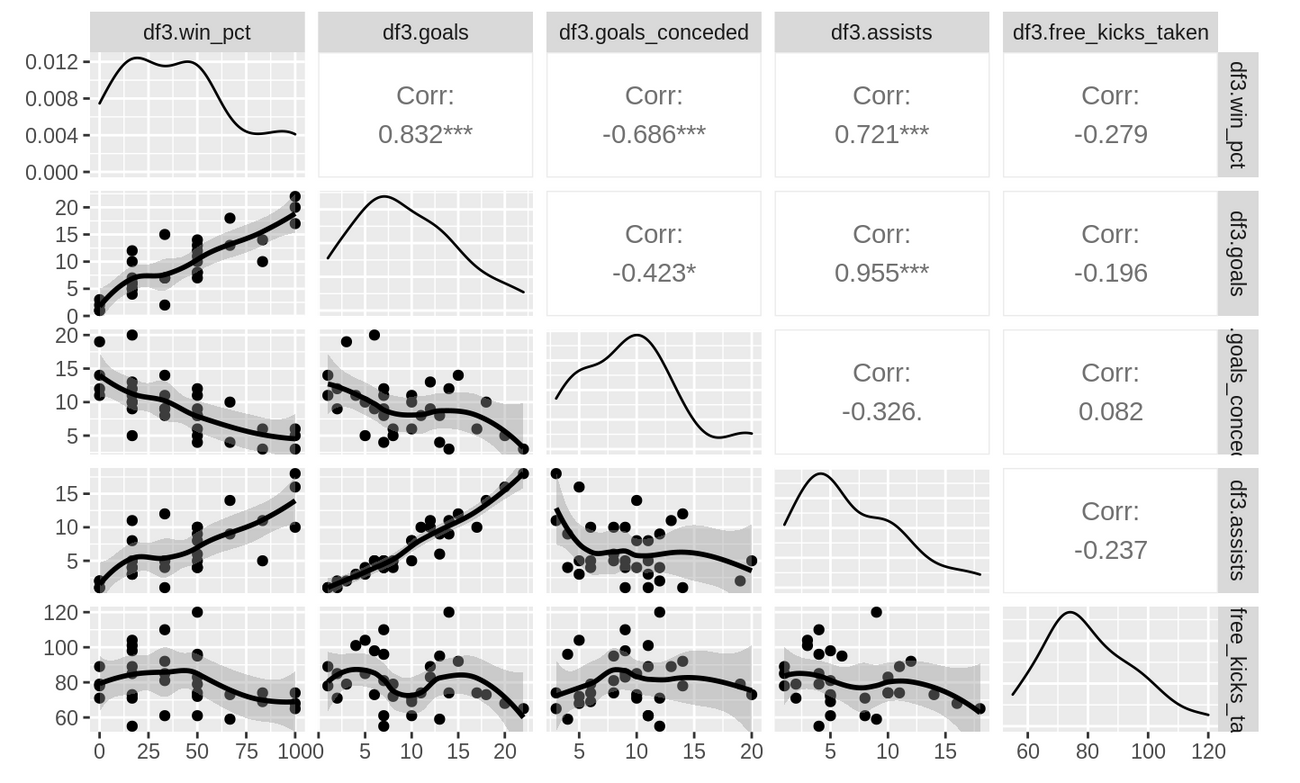 df3.win_pct df3.goals df3.goals_conceded df3.assists df3.free_kicks_taken
0.012
0.008
0.004
0.000
Corr:
0.832***
Corr:
-0.686***
Corr:
0.721***
Corr:
-0.279
df3.win_pct
20
15
10
5
0
Corr:
-0.423*
Corr:
0.955***
Corr:
-0.196
df3.goals
20
15
10
5
Corr:
-0.326.
Corr:
0.082
.goals_conced
15
10
5
Corr:
-0.237
df3.assists
120
100
80
60
free_kicks_ta
0 25 50 75 100
0 5 10 15 20
5 10 15 20
5 10 15
60 80 100 120